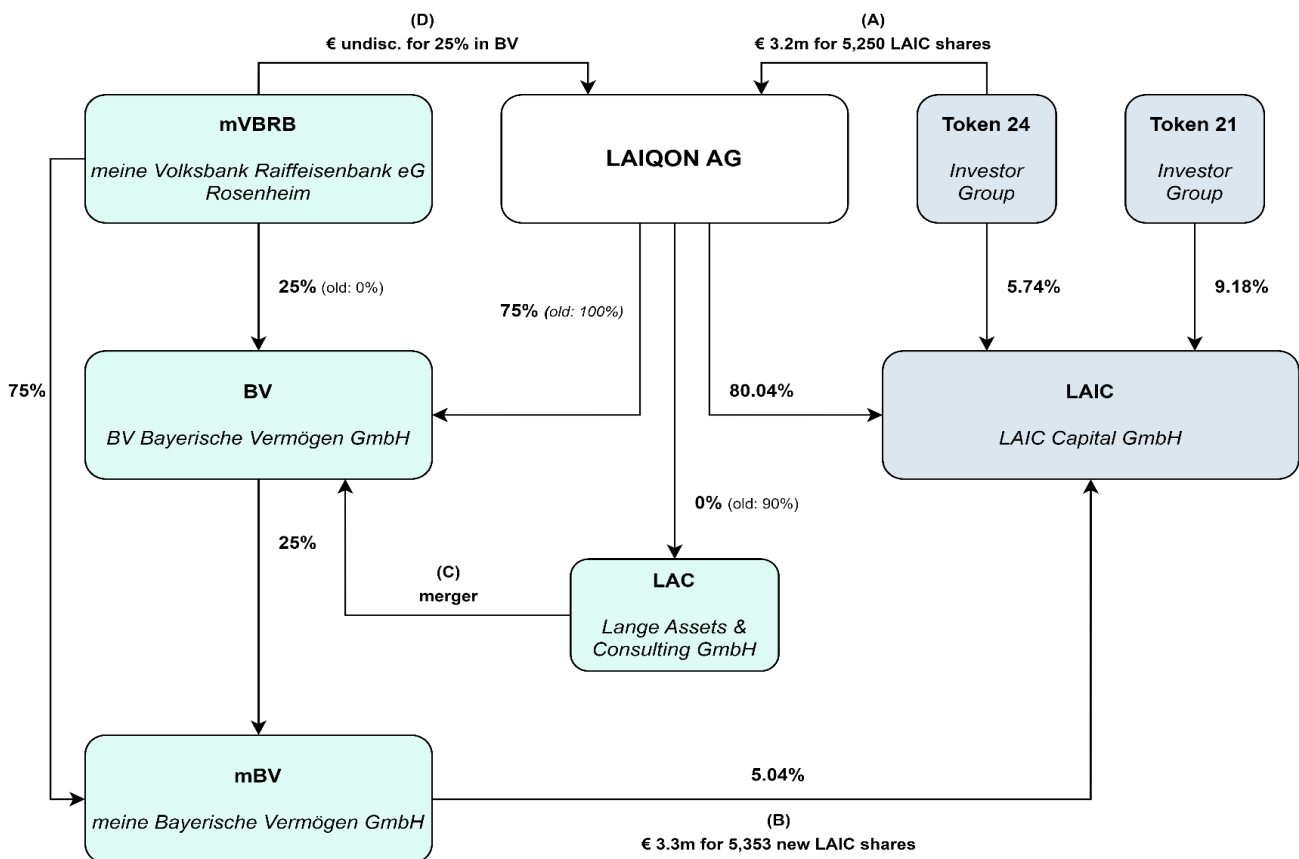 (D)
€ undisc. for 25% in BV
(A)
€ 3.2m for 5,250 LAIC shares
mVBRB
meine Volksbank Raiffeisenbank eG
Rosenheim
LAIQON AG
Token 24
Investor
Group
Token 21
Investor
Group
25% (old: 0%)
75% (old: 100%)
5.74%
9.18%
75%
BV
BV Bayerische Vermögen GmbH
80.04%
LAIC
LAIC Capital GmbH
0% (old: 90%)
25%
(C)
merger
LAC
Lange Assets &
Consulting GmbH
mBV
meine Bayerische Vermögen GmbH
5.04%
(B)
€ 3.3m for 5,353 new LAIC shares